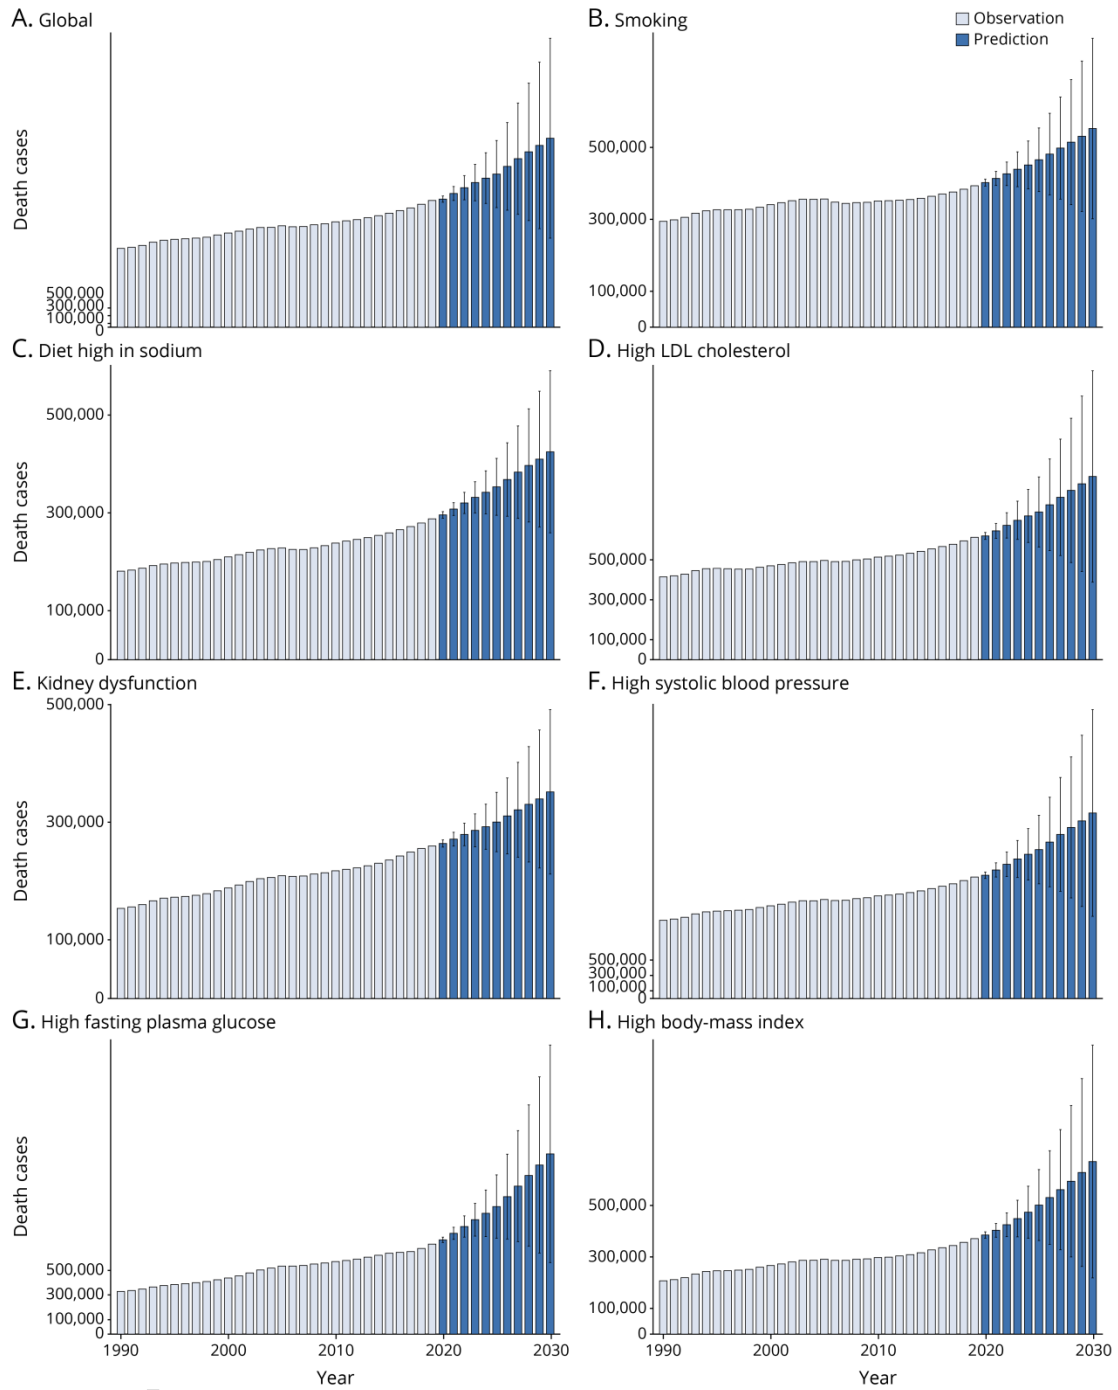 A. Global
Death cases
500,000
300,000
100,000
0
B. Smoking
Observation
Prediction
500,000
300,000
100,000
0
C. Diet high in sodium
Death cases
500,000
300,000
100,000
0
D. High LDL cholesterol
500,000
300,000
100,000
0
E. Kidney dysfunction
500,000
300,000
100,000
0
F. High systolic blood pressure
500,000
300,000
100,000
0
G. High fasting plasma glucose
Death cases
500,000
300,000
100,000
0
1990 2000 2010 2020 2030
Year
H. High body-mass index
500,000
300,000
100,000
0
1990 2000 2010 2020 2030
Year